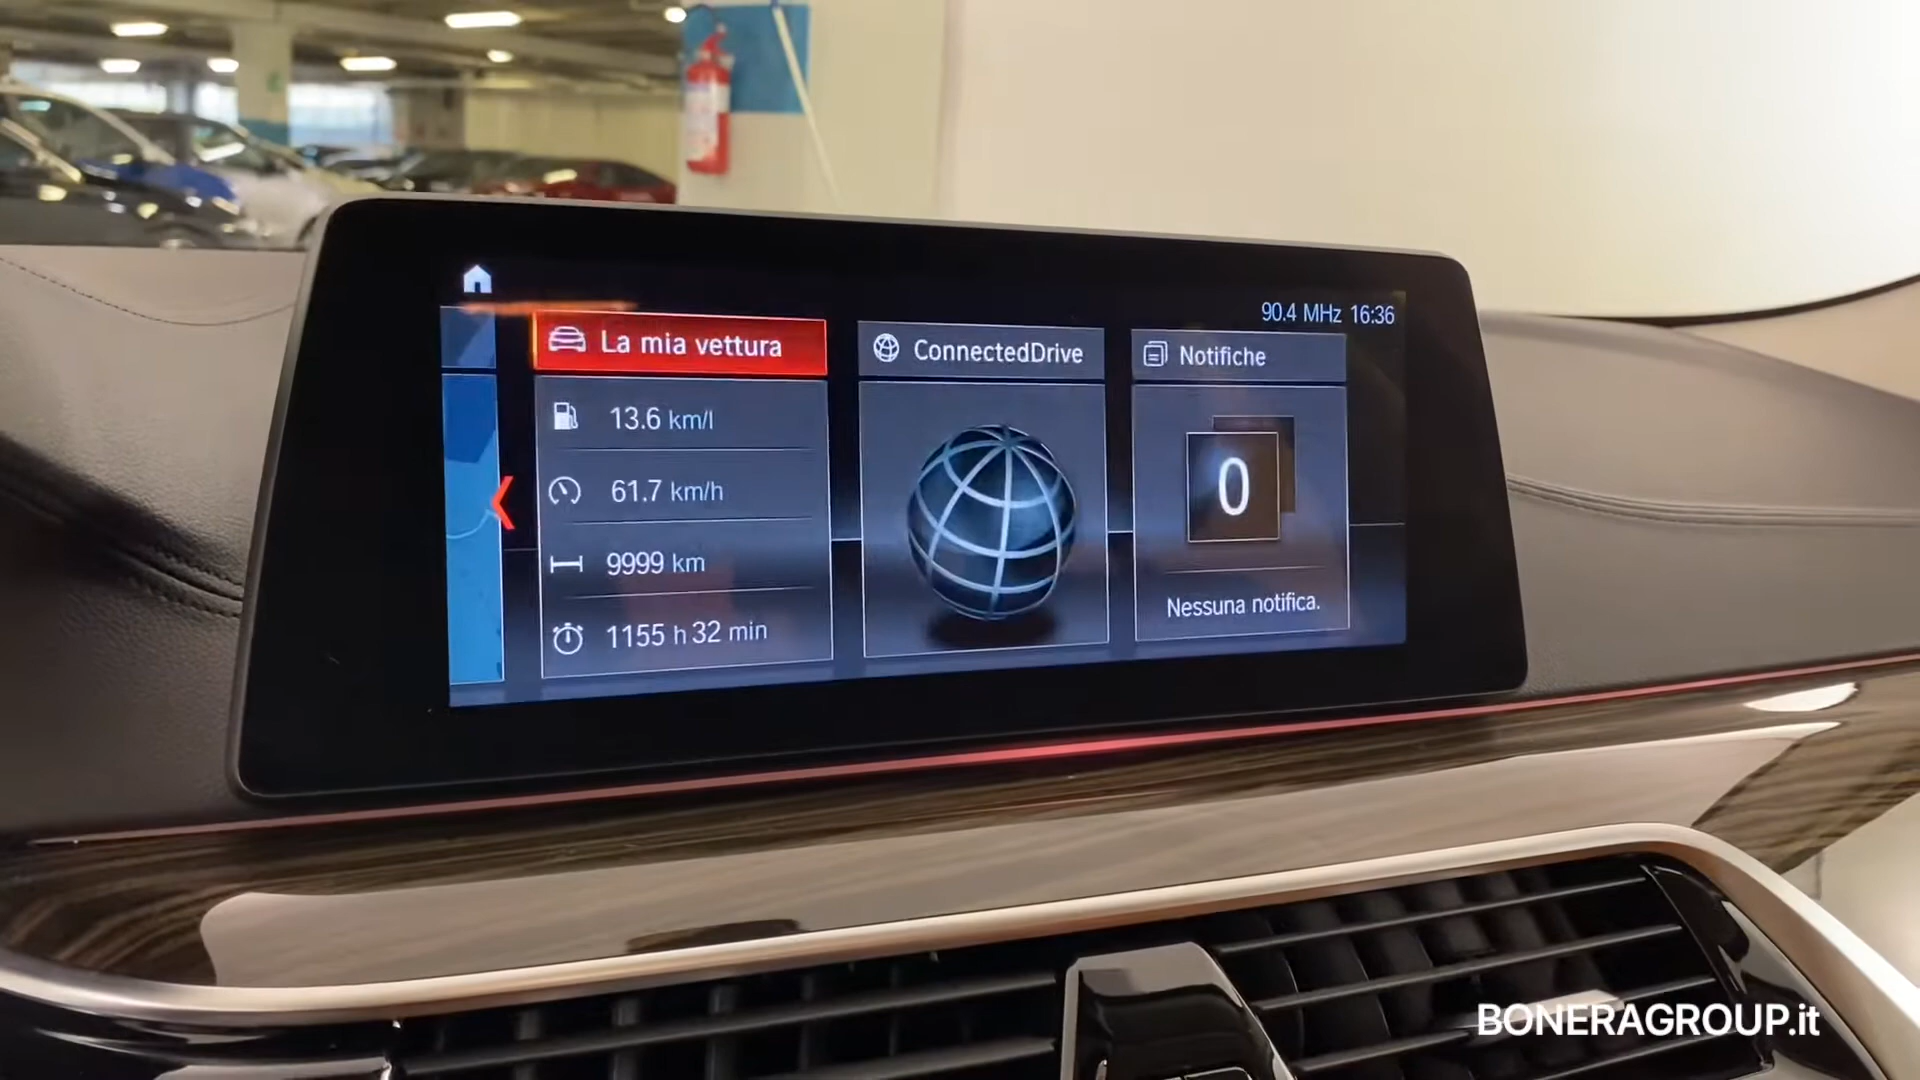 90.4 MHz 16:36
La mia vettura
13.6 km/l
61.7 km/h
9999 km
1155 h 32 min
ConnectedDrive
Notifiche
0
Nessuna notifica.
BONERAGROUP.it